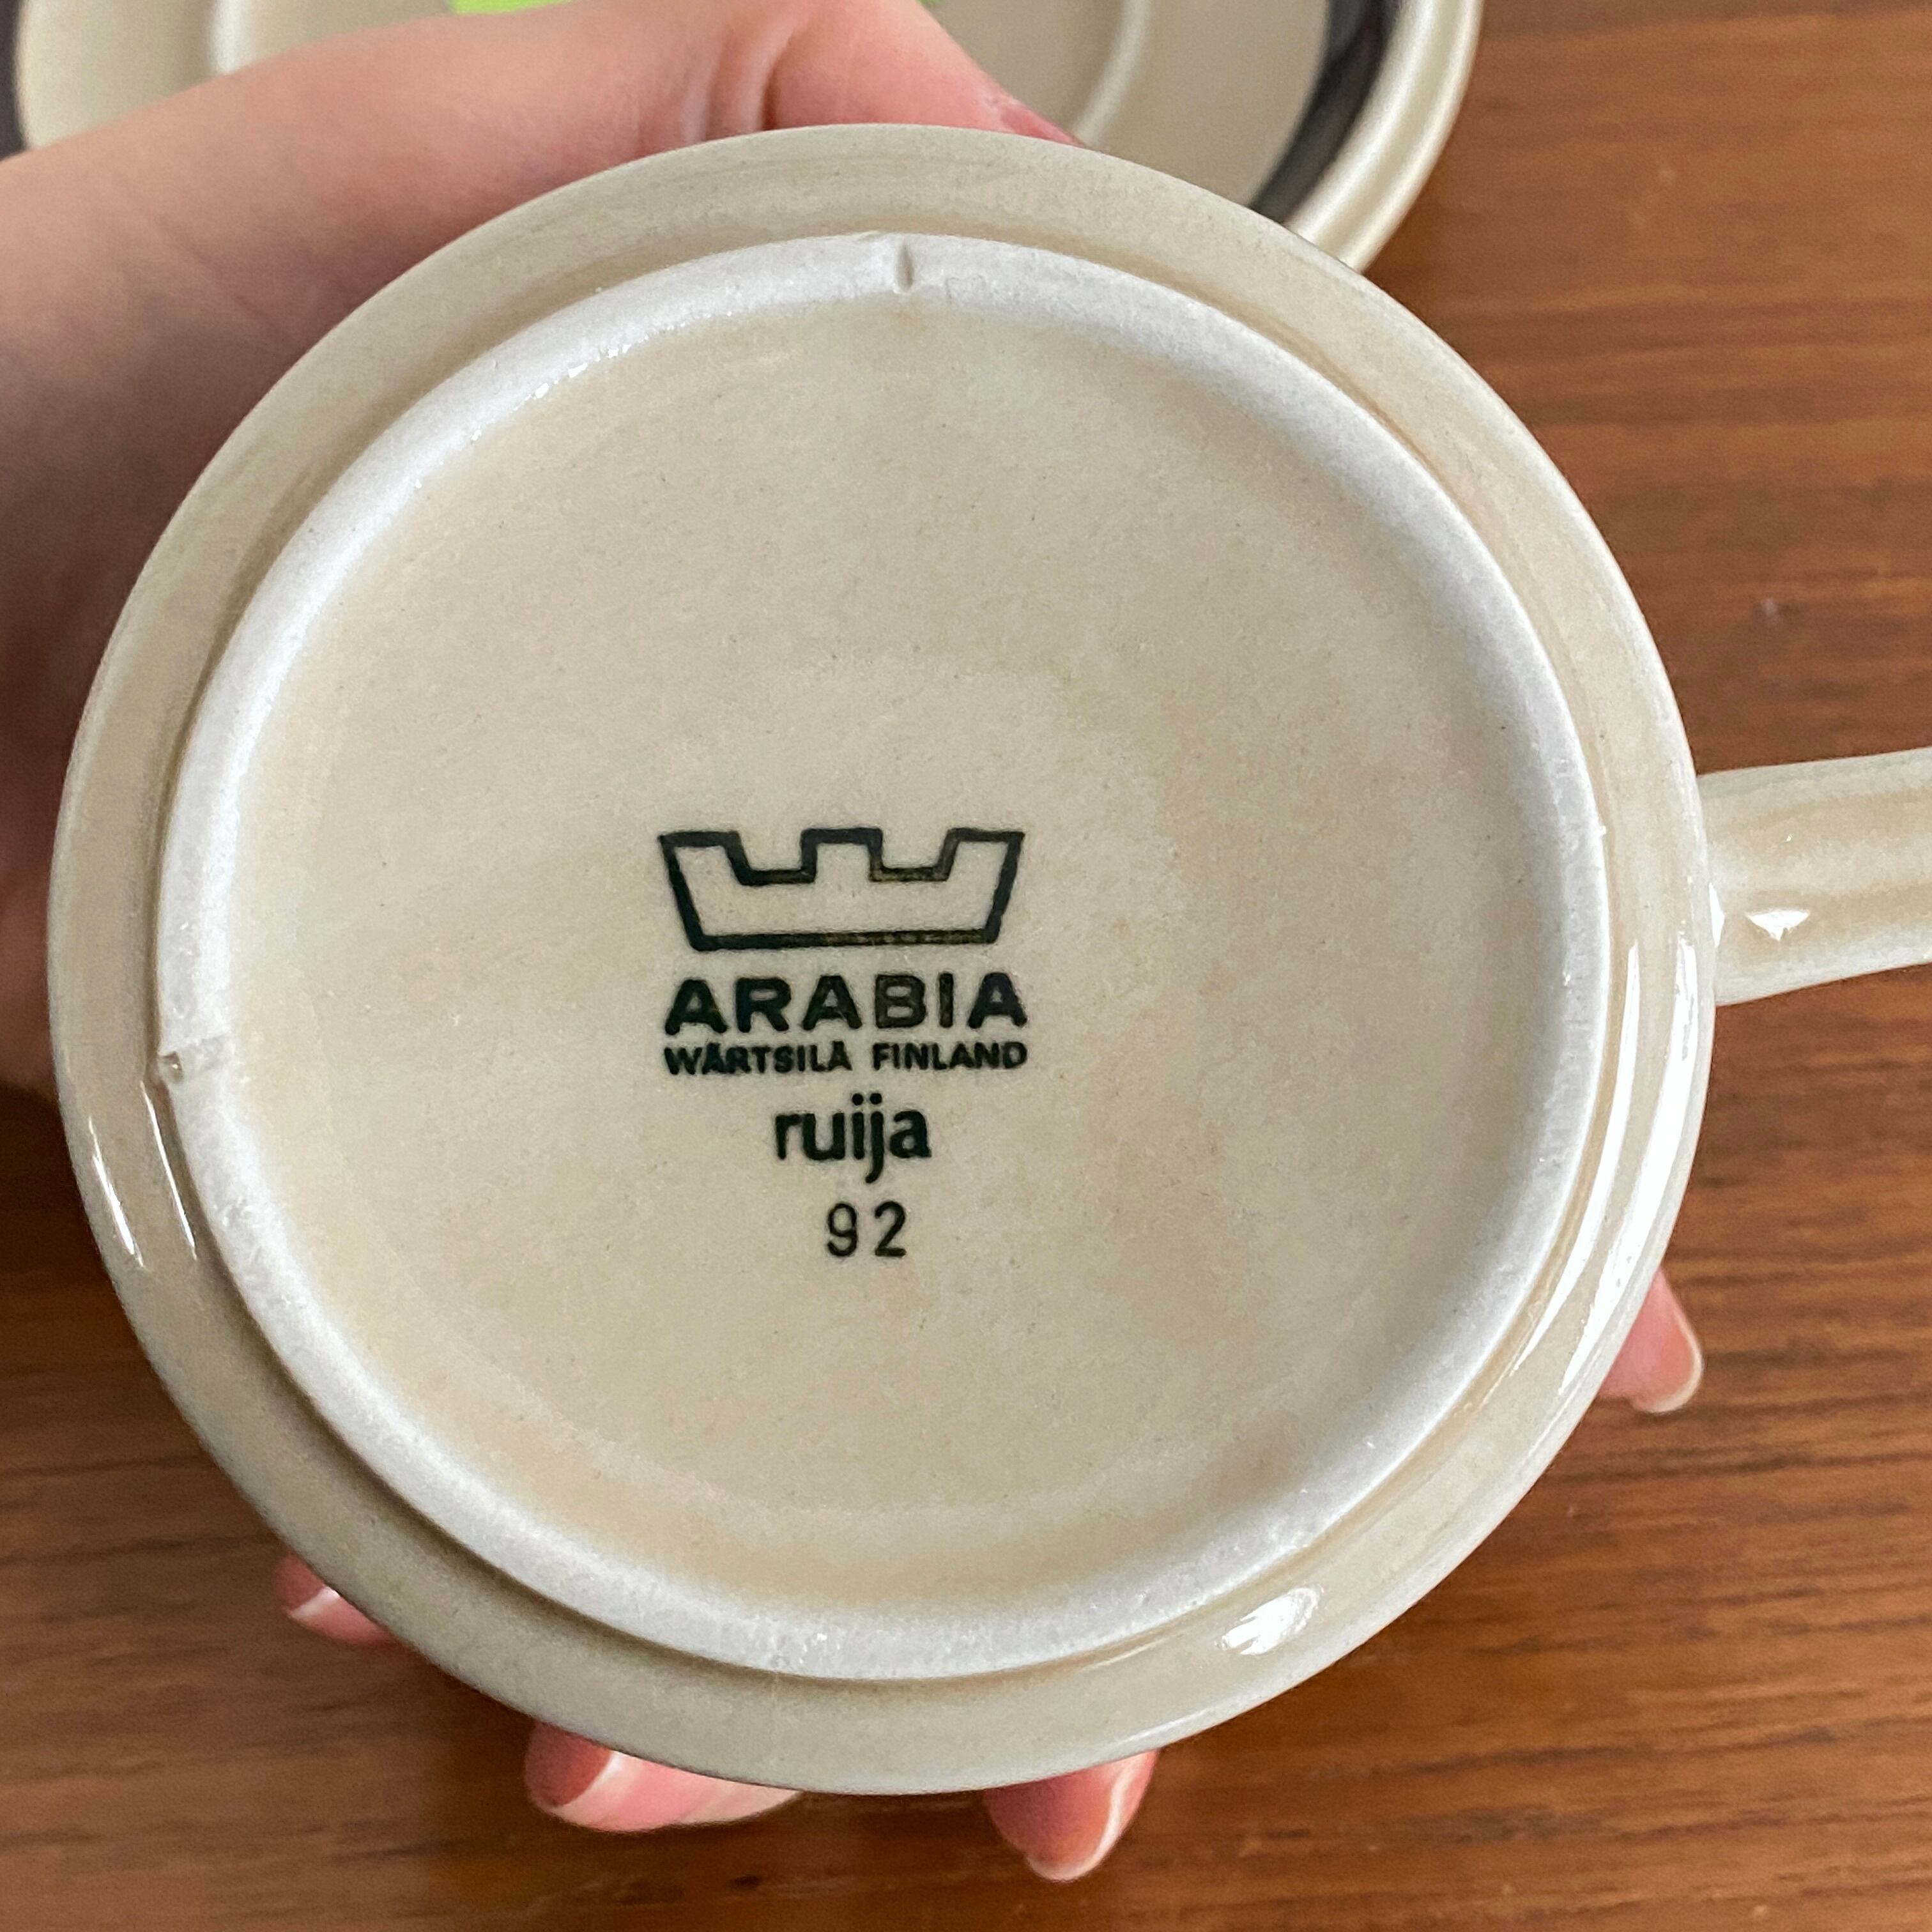 ARABIA
WÄRTSILÄ FINLAND
ruija
92